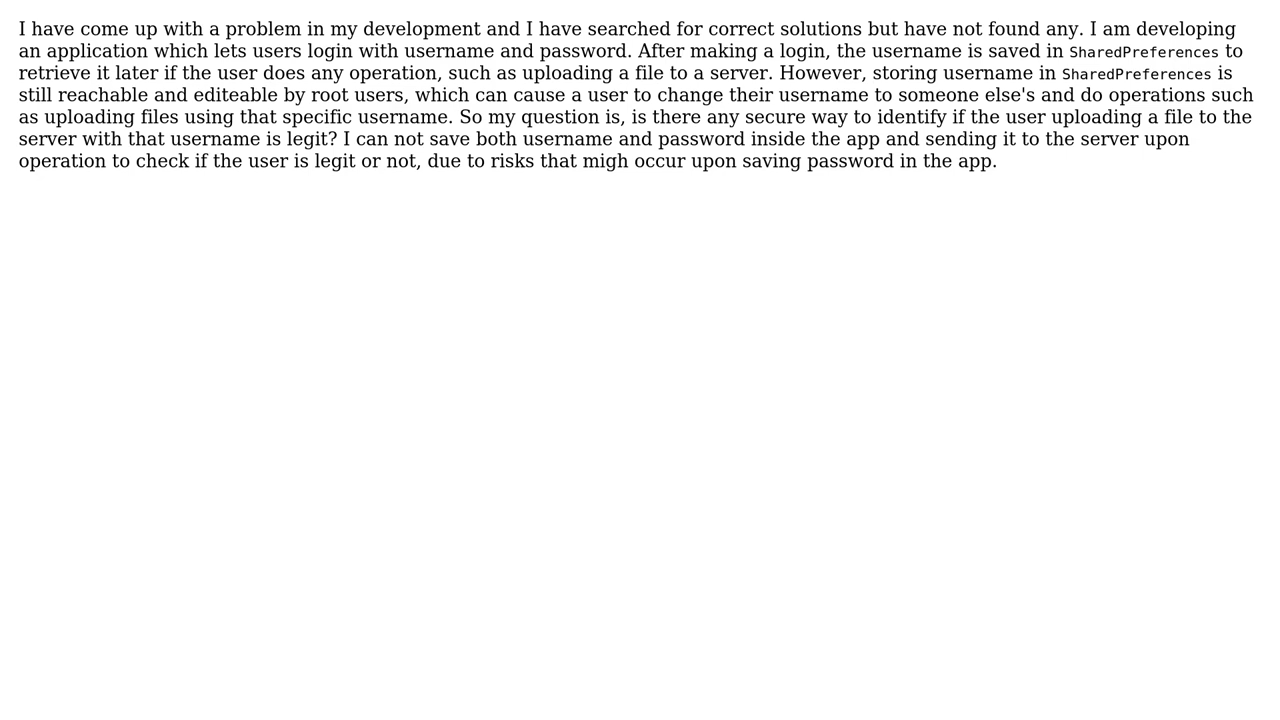 I have come up with a problem in my development and I have searched for correct solutions but have not found any. I am developing
an application which lets users login with username and password. After making a login, the username is saved in SharedPreferences to
retrieve it later if the user does any operation, such as uploading a file to a server. However, storing username in SharedPreferences is
still reachable and editeable by root users, which can cause a user to change their username to someone else's and do operations such
as uploading files using that specific username. So my question is, is there any secure way to identify if the user uploading a file to the
server with that username is legit? I can not save both username and password inside the app and sending it to the server upon
operation to check if the user is legit or not, due to risks that migh occur upon saving password in the app.